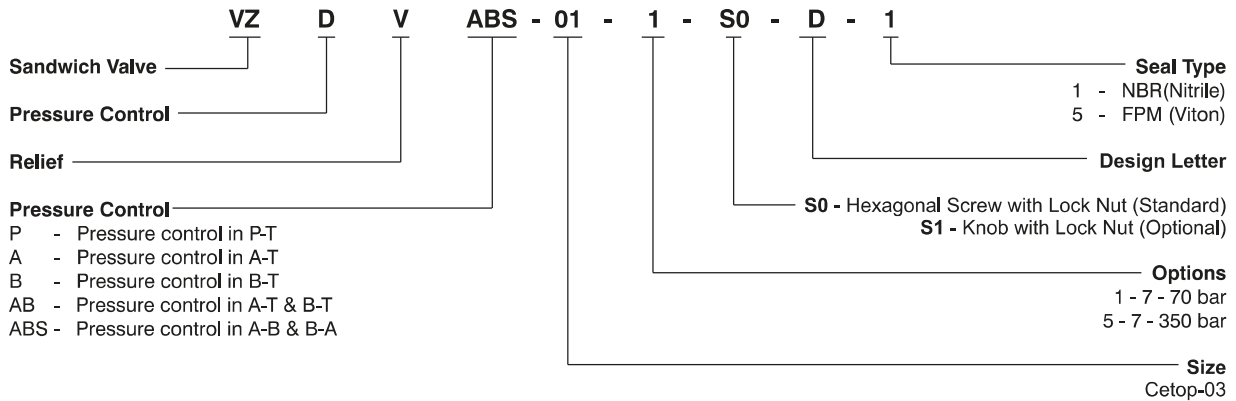 VZ D V ABS - 01 - 1 - S0 - D - 1
Sandwich Valve
Pressure Control
Relief
Pressure Control
P - Pressure control in P-T
A - Pressure control in A-T
B - Pressure control in B-T
AB - Pressure control in A-T & B-T
ABS - Pressure control in A-B & B-A
Seal Type
1 - NBR(Nitrile)
5 - FPM (Viton)
Design Letter
S0 - Hexagonal Screw with Lock Nut (Standard)
S1 - Knob with Lock Nut (Optional)
Options
1 - 7 - 70 bar
5 - 7 - 350 bar
Size
Cetop-03